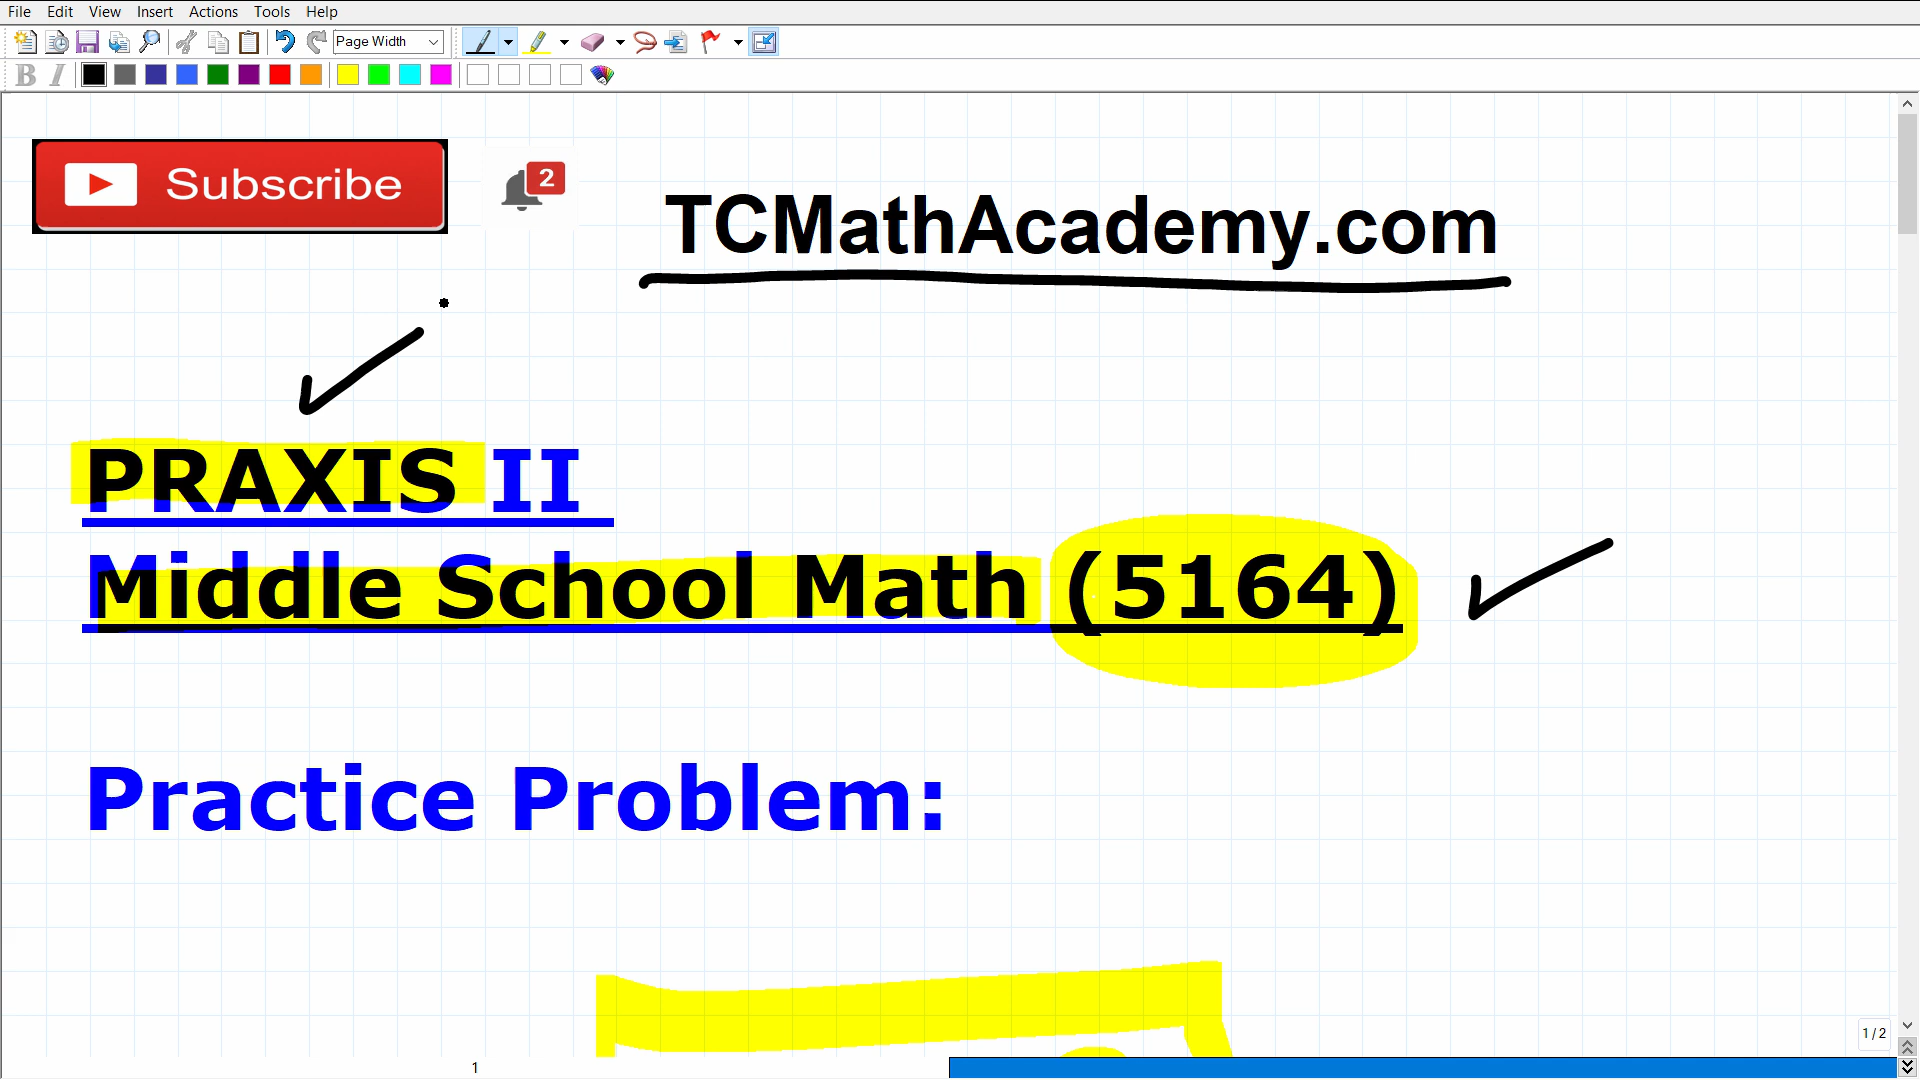 File Edit View Insert Actions Tools Help
Page Width
B I
Subscribe
2
TCMathAcademy.com
PRAXIS II
Middle School Math (5164)
Practice Problem:
1 / 2
1